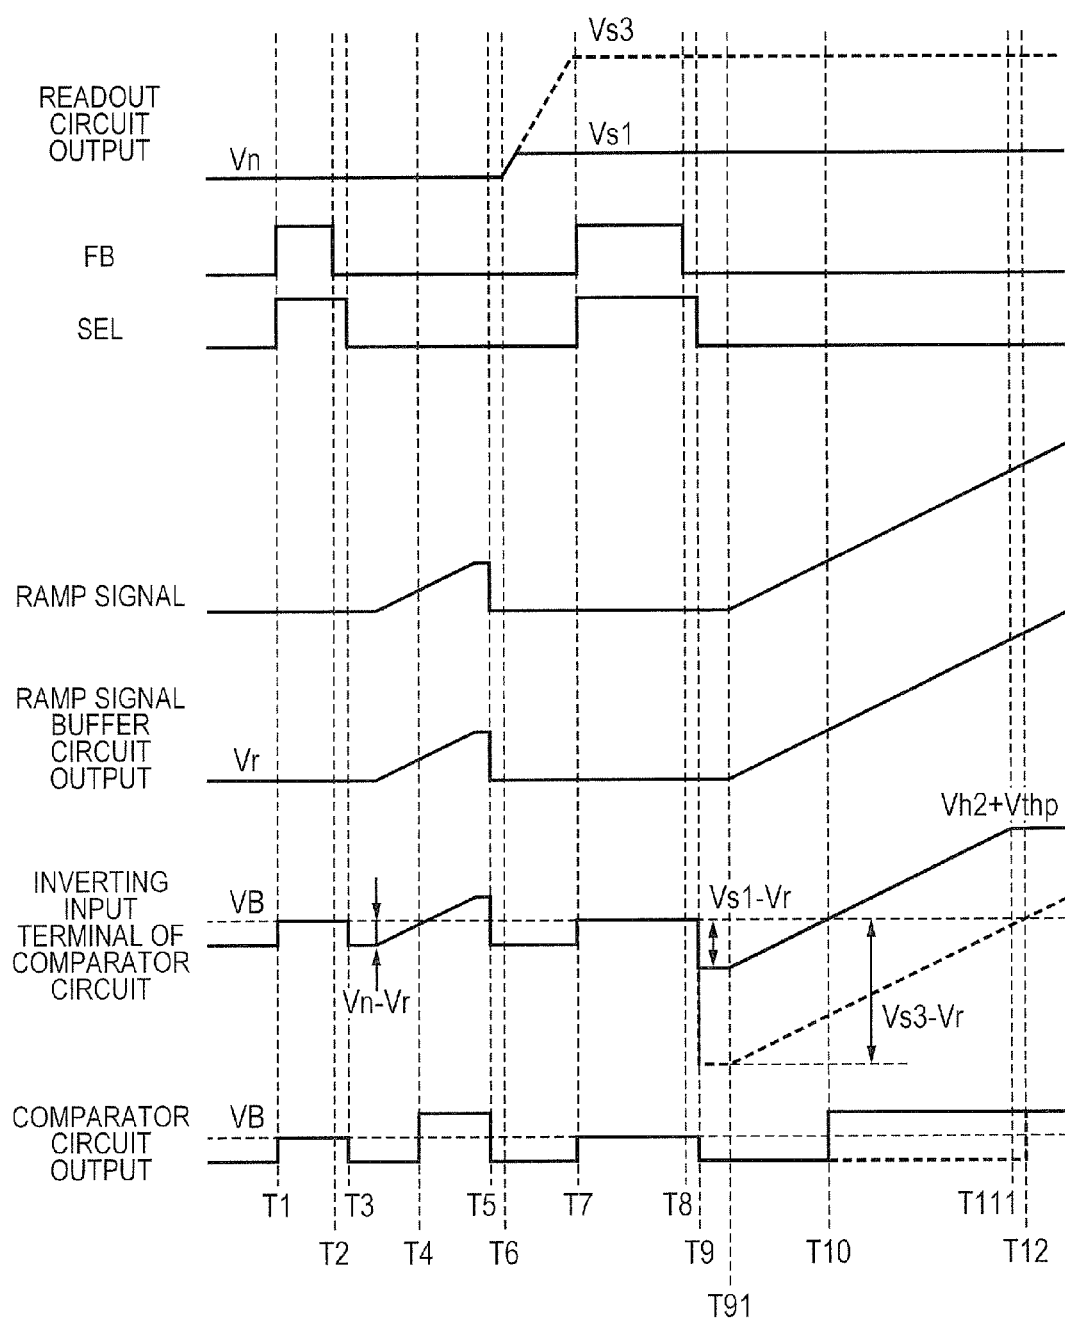 Vs3
READOUT
CIRCUIT
OUTPUT
Vn
Vs1
FB
SEL
RAMP SIGNAL
RAMP SIGNAL
BUFFER
CIRCUIT
OUTPUT
Vr
Vh2+Vthp
INVERTING
INPUT
TERMINAL OF
COMPARATOR
CIRCUIT
VB
Vs1-Vr
Vn-Vr
Vs3-Vr
COMPARATOR
CIRCUIT
OUTPUT
VB
T1 T3 T5 T7 T8 T111
T2 T4 T6 T9 T10 T12
T91